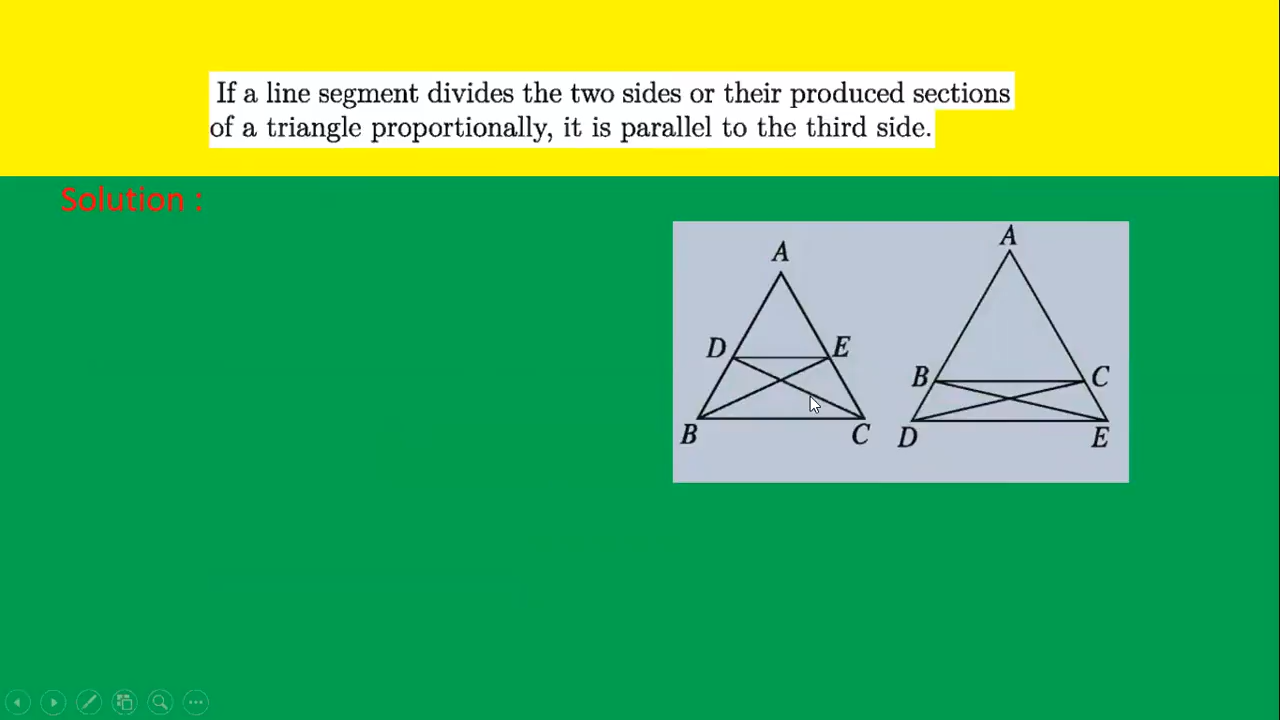 If a line segment divides the two sides or their produced sections
of a triangle proportionally, it is parallel to the third side.
Solution :
A
A
D
E
B
C
B
C
D
E